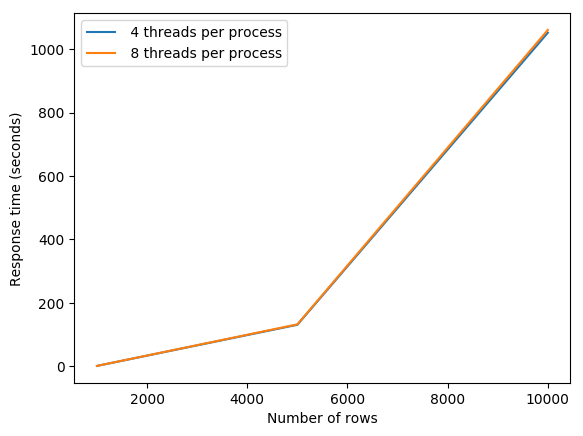 4 threads per process
8 threads per process
1000
800
600
400
200
0
Response time (seconds)
2000
4000
6000
8000
10000
Number of rows